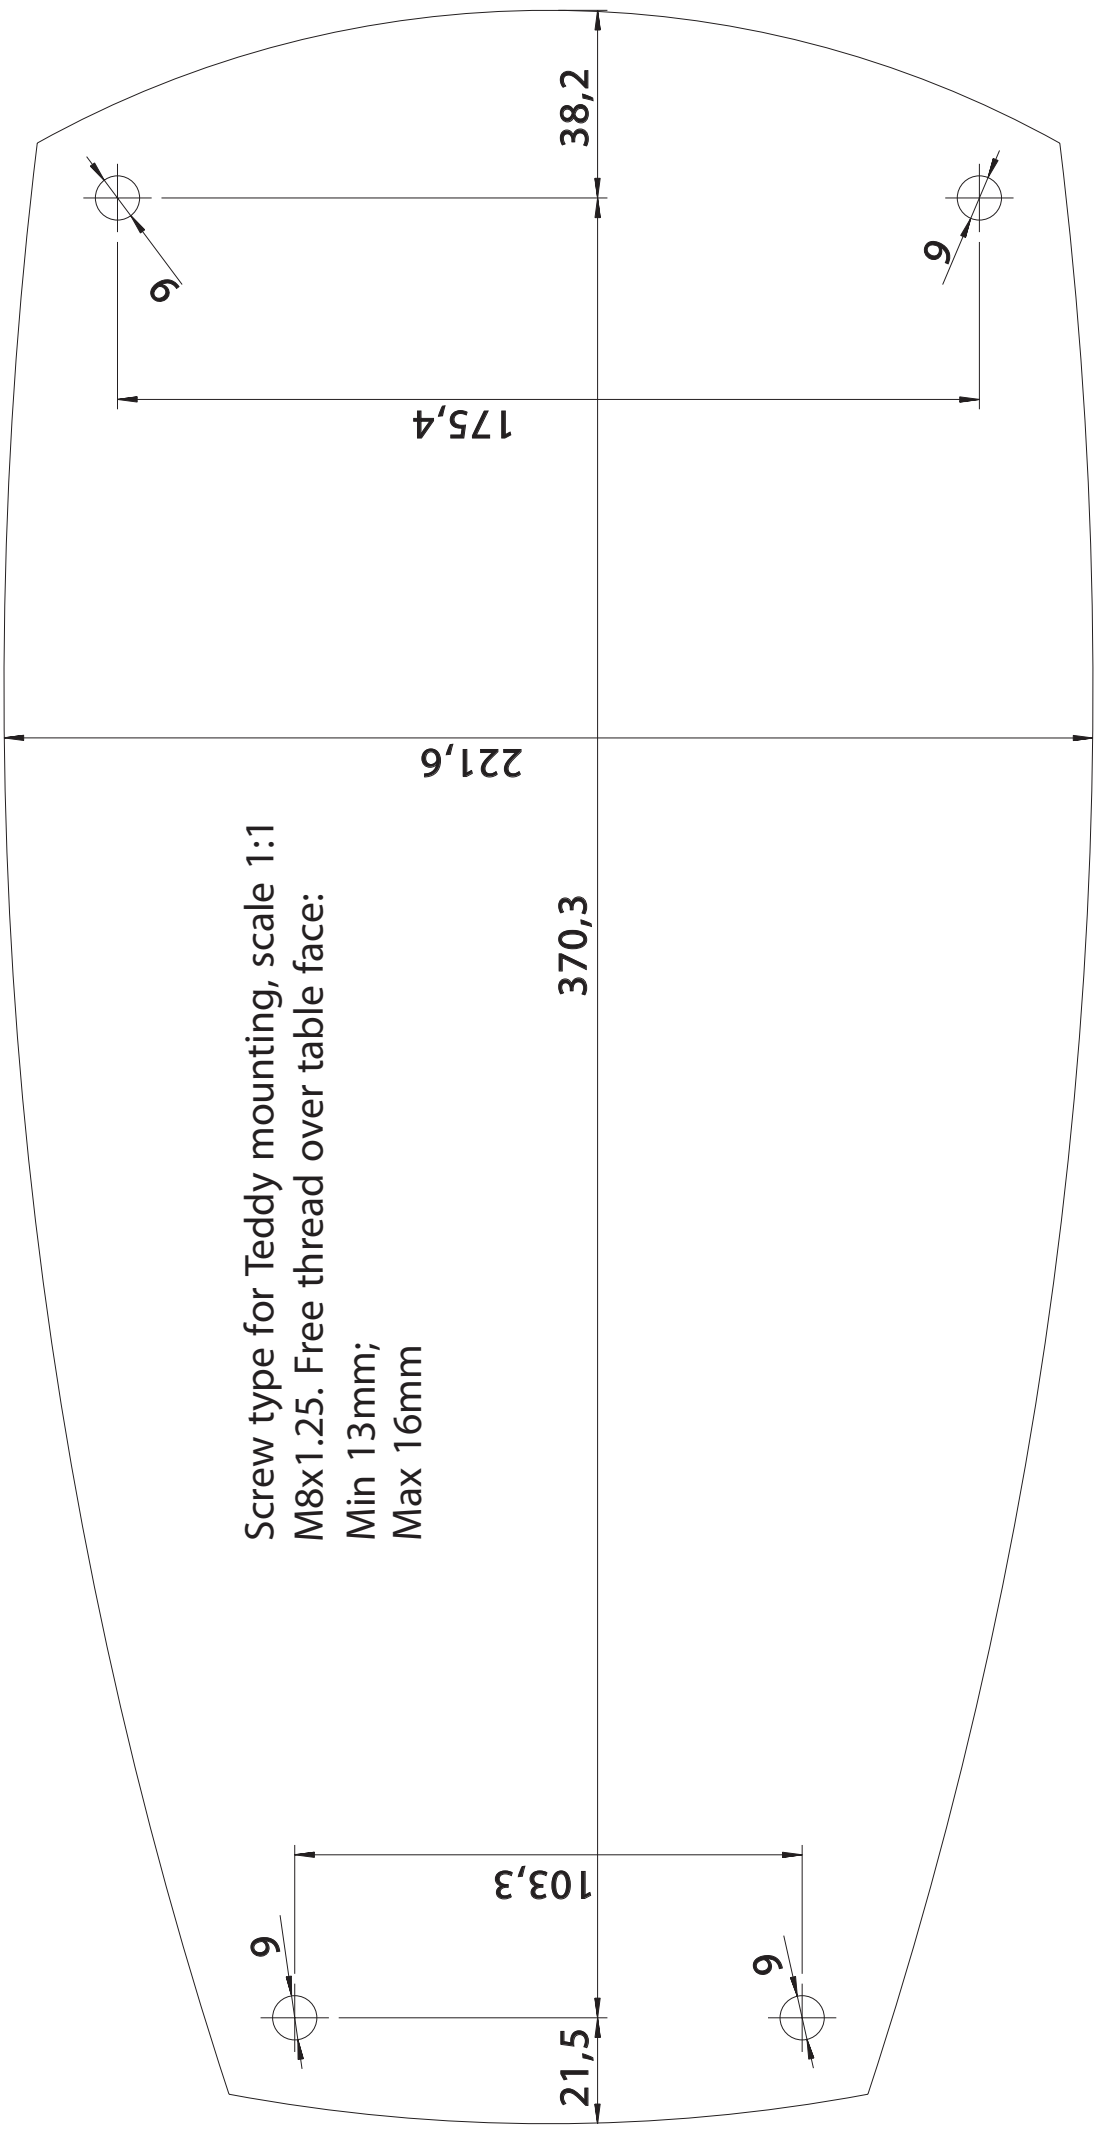 38,2
9
9
175,4
221,6
Screw type for Teddy mounting, scale 1:1
M8x1.25. Free thread over table face:
Min 13mm;
Max 16mm
370,3
103,3
9
9
21,5